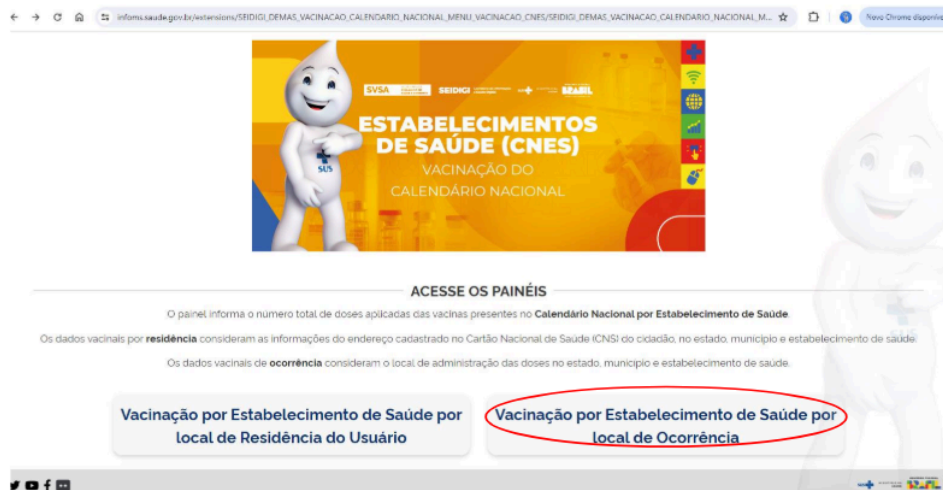 infoms.saude.gov.br/extensions/SEIDIGI_DEMAS_VACINACAO_CALENDARIO_NACIONAL_MENU_VACINACAO_CNES/SEIDIGI_DEMAS_VACINACAO_CALENDARIO_NACIONAL_M...
Novo Chrome disponíve
SVSA
SEIDIGI
BRASIL
ESTABELECIMENTOS
DE SAÚDE (CNES)
VACINAÇÃO DO
CALENDÁRIO NACIONAL
SUS
ACESSE OS PAINÉIS
O painel informa o número total de doses aplicadas das vacinas presentes no Calendário Nacional por Estabelecimento de Saúde.
Os dados vacinais por residência consideram as informações do endereço cadastrado no Cartão Nacional de Saúde (CNS) do cidadão, no estado, município e estabelecimento de saúde.
Os dados vacinais de ocorrência consideram o local de administração das doses no estado, município e estabelecimento de saúde.
SUS
Vacinação por Estabelecimento de Saúde por
local de Residência do Usuário
Vacinação por Estabelecimento de Saúde por
local de Ocorrência